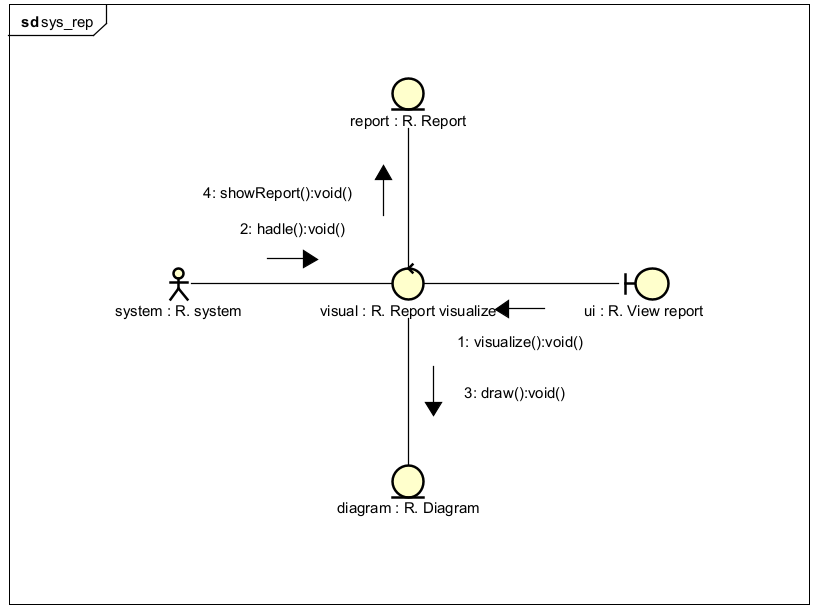 sd sys_rep
report : R. Report
4: showReport():void()
2: hadle():void()
system : R. system
visual : R. Report visualize
ui : R. View report
1: visualize():void()
3: draw():void()
diagram : R. Diagram